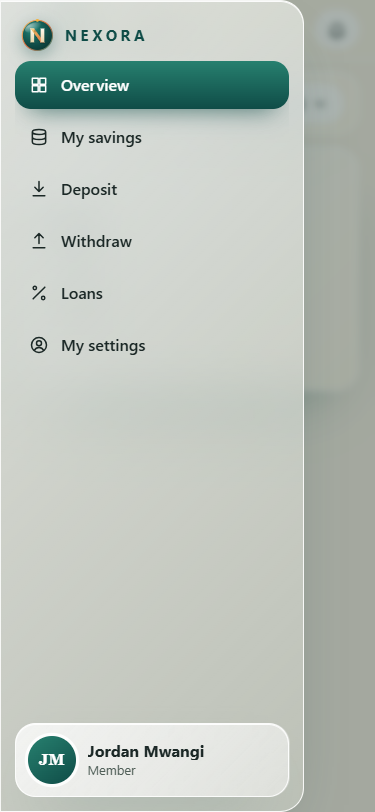 N NEXORA
Overview
My savings
Deposit
Withdraw
Loans
My settings
JM
Jordan Mwangi
Member